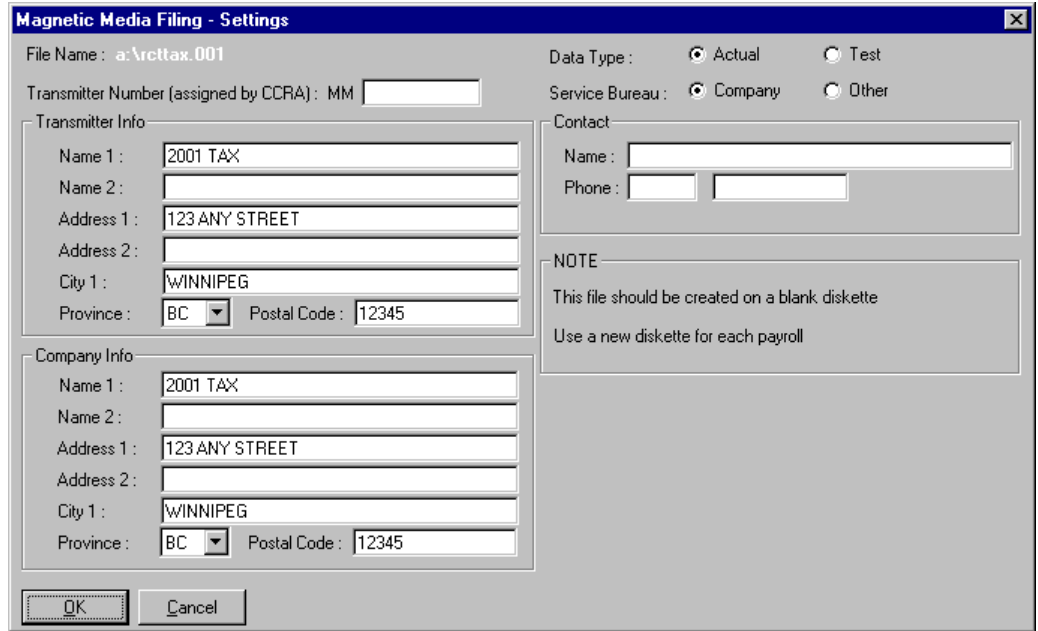 Magnetic Media Filing - Settings
File Name : a:\rcttax.001
Data Type : Actual Test
Transmitter Number (assigned by CCRA) : MM
Service Bureau : Company Other
Transmitter Info
Name 1 : 2001 TAX
Name 2 :
Address 1 : 123 ANY STREET
Address 2 :
City 1 : WINNIPEG
Province : BC Postal Code : 12345
Contact
Name :
Phone :
NOTE
This file should be created on a blank diskette
Use a new diskette for each payroll
Company Info
Name 1 : 2001 TAX
Name 2 :
Address 1 : 123 ANY STREET
Address 2 :
City 1 : WINNIPEG
Province : BC Postal Code : 12345
OK Cancel